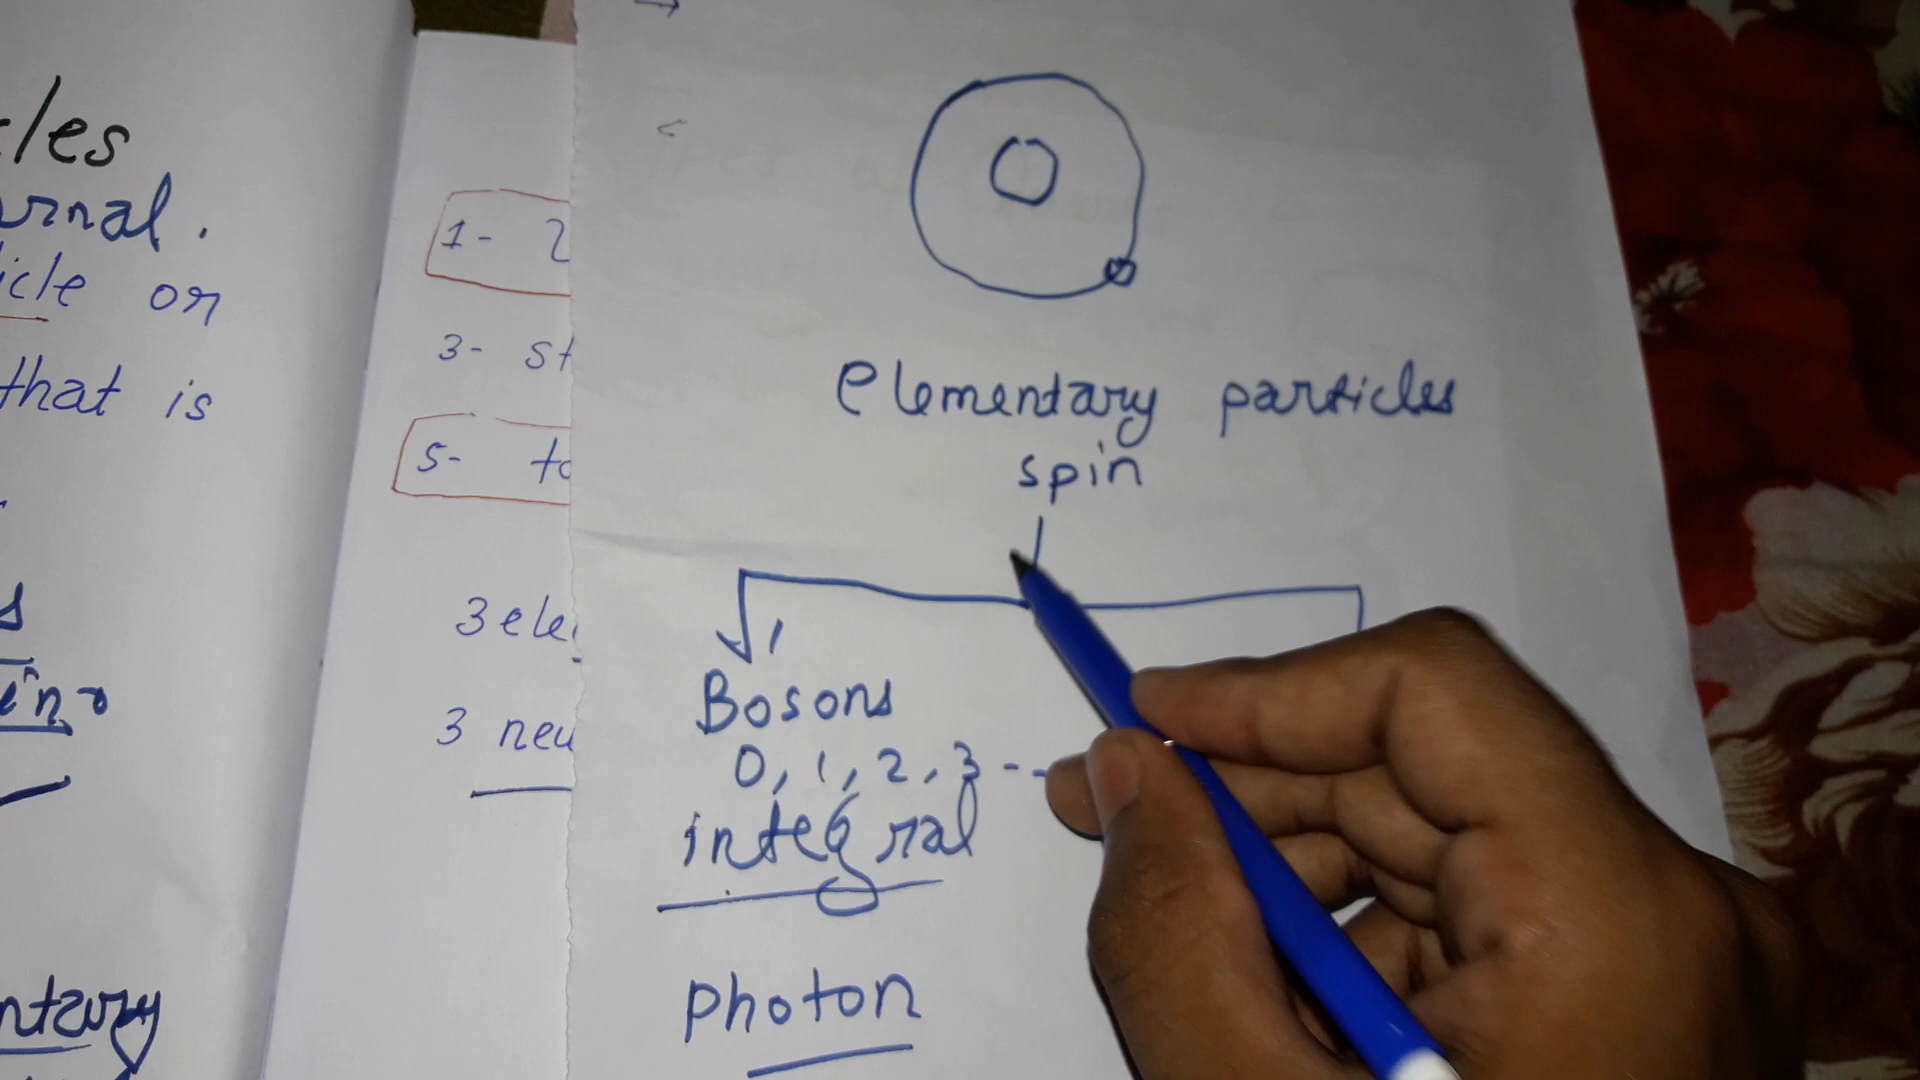 les
rnal.
icle or
that is
ntary
1-
3- st
5- to
3 ele
3 neu
Elementary particles
spin
Bosons
0, 1, 2, 3 --
integral
photon